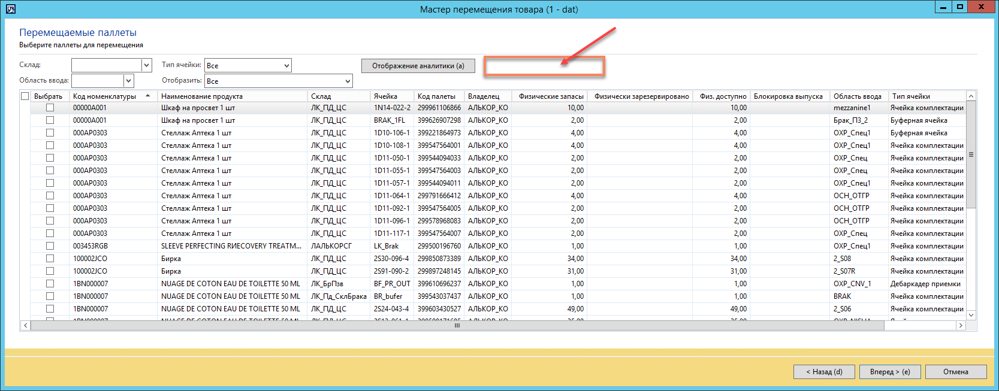 Мастер перемещения товара (1 - dat)
Перемещаемые паллеты
Выберите паллеты для перемещения
Склад: Тип ячейки: Все Отображение аналитики (a)
Область ввода: Отобразить: Все
Выбрать Код номенклатуры Наименование продукта Склад Ячейка Код палеты Владелец Физические запасы Физически зарезервировано Физ. доступно Блокировка выпуска Область ввода Тип ячейки
00000A001 Шкаф на просвет 1 шт ЛК_ПД_ЦС 1N14-022-2 299961106866 АЛЬКОР_КО 10,00 10,00 mezzanine1 Ячейка комплектации
00000A001 Шкаф на просвет 1 шт ЛК_ПД_ЦС BRAK_1FL 399626907298 АЛЬКОР_КО 2,00 2,00 Брак_ПЗ_2 Буферная ячейка
000AP0303 Стеллаж Аптека 1 шт ЛК_ПД_ЦС 1D10-106-1 399221864973 АЛЬКОР_КО 4,00 4,00 ОХР_Спец1 Буферная ячейка
000AP0303 Стеллаж Аптека 1 шт ЛК_ПД_ЦС 1D10-108-1 399547564001 АЛЬКОР_КО 4,00 4,00 ОХР_Спец1 Ячейка комплектации
000AP0303 Стеллаж Аптека 1 шт ЛК_ПД_ЦС 1D11-050-1 399544094033 АЛЬКОР_КО 2,00 2,00 ОХР_Спец Ячейка комплектации
000AP0303 Стеллаж Аптека 1 шт ЛК_ПД_ЦС 1D11-055-1 399547564003 АЛЬКОР_КО 2,00 2,00 ОХР_Спец Ячейка комплектации
000AP0303 Стеллаж Аптека 1 шт ЛК_ПД_ЦС 1D11-057-1 399544094011 АЛЬКОР_КО 2,00 2,00 ОХР_Спец1 Ячейка комплектации
000AP0303 Стеллаж Аптека 1 шт ЛК_ПД_ЦС 1D11-064-1 299791666412 АЛЬКОР_КО 4,00 4,00 ОСН_ОТГР Ячейка комплектации
000AP0303 Стеллаж Аптека 1 шт ЛК_ПД_ЦС 1D11-092-1 399547564005 АЛЬКОР_КО 2,00 2,00 ОСН_ОТГР Ячейка комплектации
000AP0303 Стеллаж Аптека 1 шт ЛК_ПД_ЦС 1D11-096-1 299578968083 АЛЬКОР_КО 2,00 2,00 ОСН_ОТГР Ячейка комплектации
000AP0303 Стеллаж Аптека 1 шт ЛК_ПД_ЦС 1D11-117-1 399547564007 АЛЬКОР_КО 2,00 2,00 ОХР_Спец Ячейка комплектации
003453RGB SLEEVE PERFECTING RИECOVERY TREATM... ЛАЛЬКОРСГ LK_Brak 299500196760 АЛЬКОР_КО 1,00 1,00 ОХР_Спец1 Ячейка комплектации
100002JCO Бирка ЛК_ПД_ЦС 2S30-096-4 299850873389 АЛЬКОР_КО 34,00 34,00 2_S08 Ячейка комплектации
100002JCO Бирка ЛК_ПД_ЦС 2S91-090-2 299897248145 АЛЬКОР_КО 31,00 31,00 2_S07R Ячейка комплектации
1BN000007 NUAGE DE COTON EAU DE TOILETTE 50 ML ЛК_БрПзв BF_PR_OUT 399610696237 АЛЬКОР_КО 1,00 1,00 OXP_CNV_1 Дебаркадер приемки
1BN000007 NUAGE DE COTON EAU DE TOILETTE 50 ML ЛК_Пд_СклБрака BR_bufer 399543037437 АЛЬКОР_КО 1,00 1,00 BRAK Ячейка комплектации
1BN000007 NUAGE DE COTON EAU DE TOILETTE 50 ML ЛК_ПД_ЦС 2S24-043-4 399603430527 АЛЬКОР_КО 49,00 49,00 2_S06 Ячейка комплектации
< Назад (d) Вперед > (e) Отмена